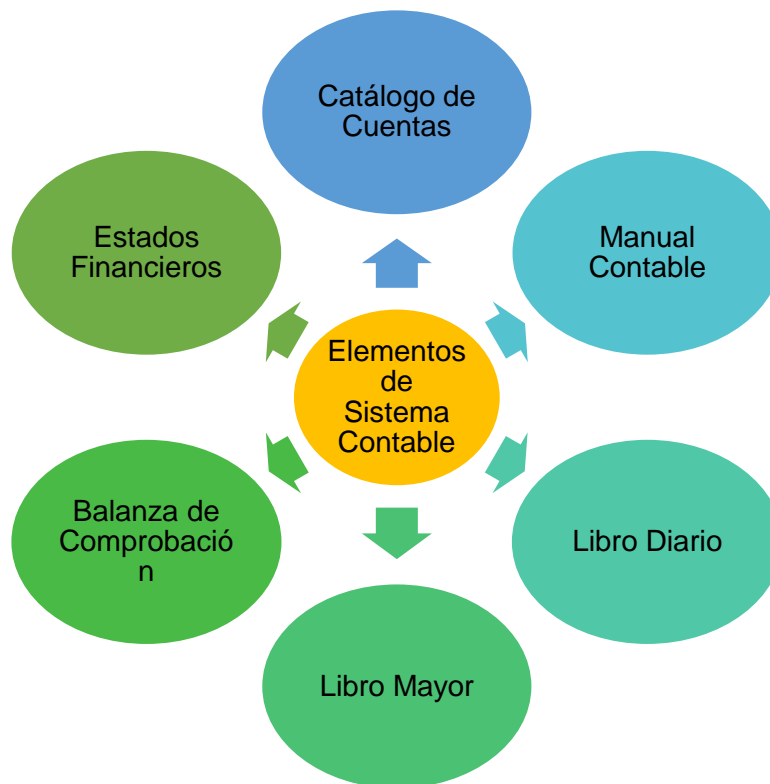 Catálogo de
Cuentas
Estados
Financieros
Manual
Contable
Elementos
de
Sistema
Contable
Balanza de
Comprobació
n
Libro Diario
Libro Mayor